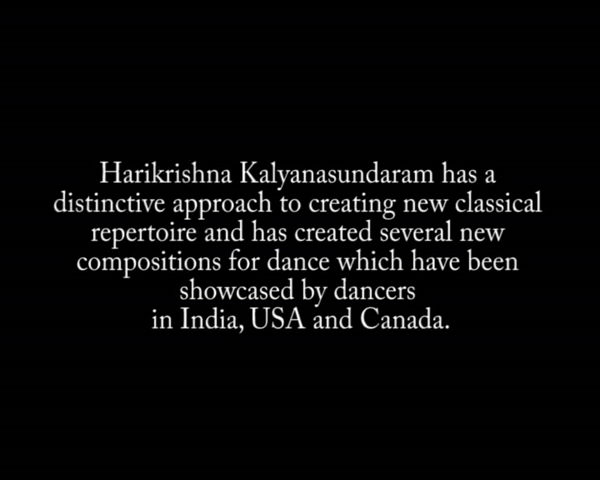 Harikrishna Kalyanasundaram has a
distinctive approach to creating new classical
repertoire and has created several new
compositions for dance which have been
showcased by dancers
in India, USA and Canada.